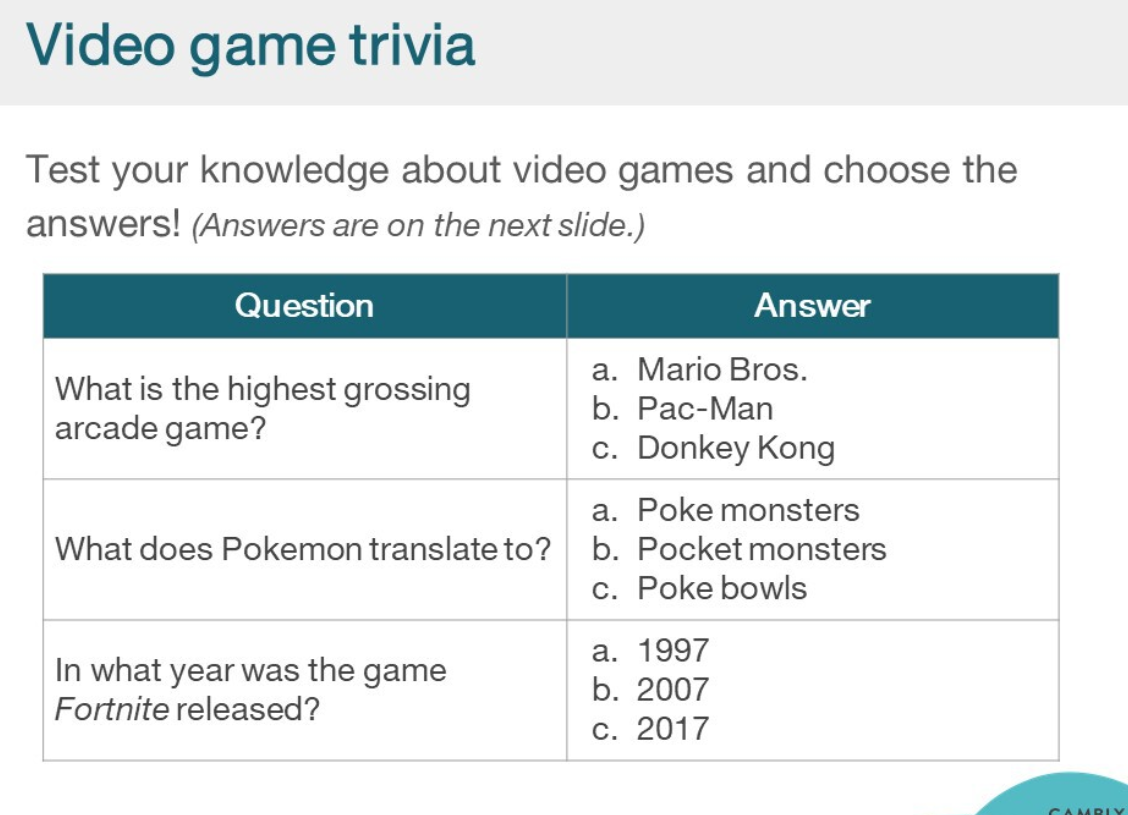 Video game trivia
Test your knowledge about video games and choose the
answers! (Answers are on the next slide.)
Question
Answer
What is the highest grossing
arcade game?
a. Mario Bros.
b. Pac-Man
c. Donkey Kong
What does Pokemon translate to?
a. Poke monsters
b. Pocket monsters
c. Poke bowls
In what year was the game
Fortnite released?
a. 1997
b. 2007
c. 2017
CAMBLY